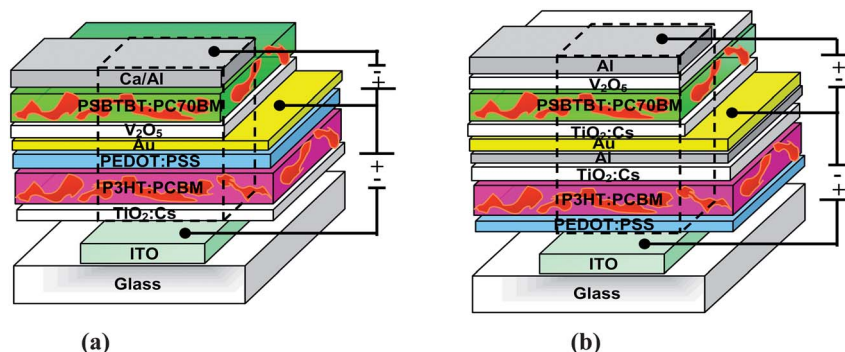 Ca/Al
PSBTBT:PC70BM
V₂O₅
Au
PEDOT:PSS
P3HT:PCBM
TiO₂:Cs
ITO
Glass
- +
+ -
(a)
Al
V₂O₅
PSBTBT:PC70BM
TiO₂:Cs
Au
Al
TiO₂:Cs
P3HT:PCBM
PEDOT:PSS
ITO
Glass
+ -
- +
(b)